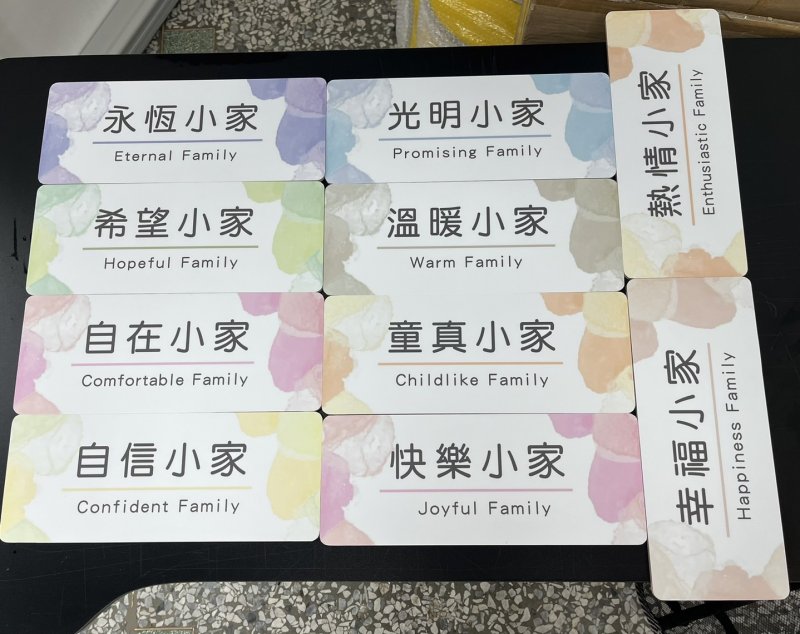 永恆小家
Eternal Family
光明小家
Promising Family
希望小家
Hopeful Family
溫暖小家
Warm Family
自在小家
Comfortable Family
童真小家
Childlike Family
自信小家
Confident Family
快樂小家
Joyful Family
熱情小家
Enthusiastic Family
幸福小家
Happiness Family